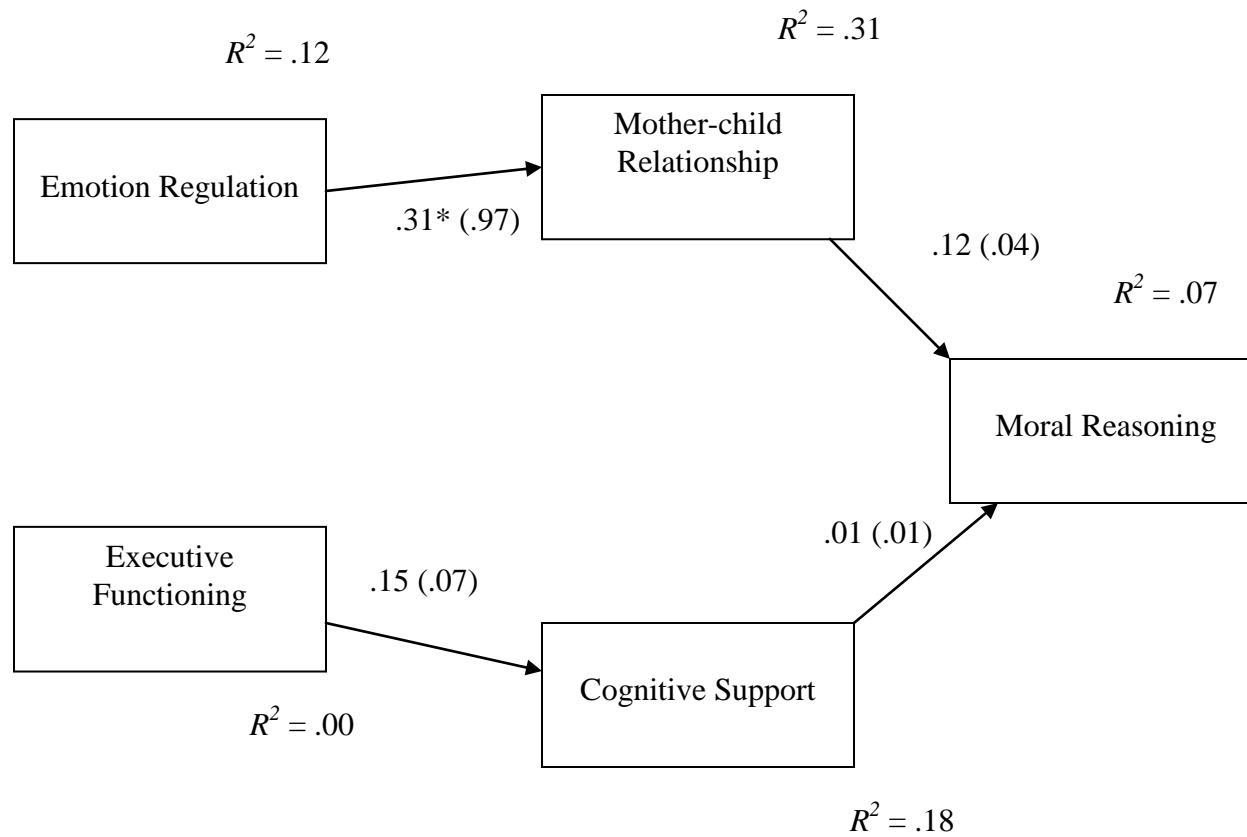 R² = .12
R² = .31
Emotion Regulation
Mother-child
Relationship
.31* (.97)
.12 (.04)
R² = .07
Moral Reasoning
Executive
Functioning
.15 (.07)
.01 (.01)
Cognitive Support
R² = .00
R² = .18